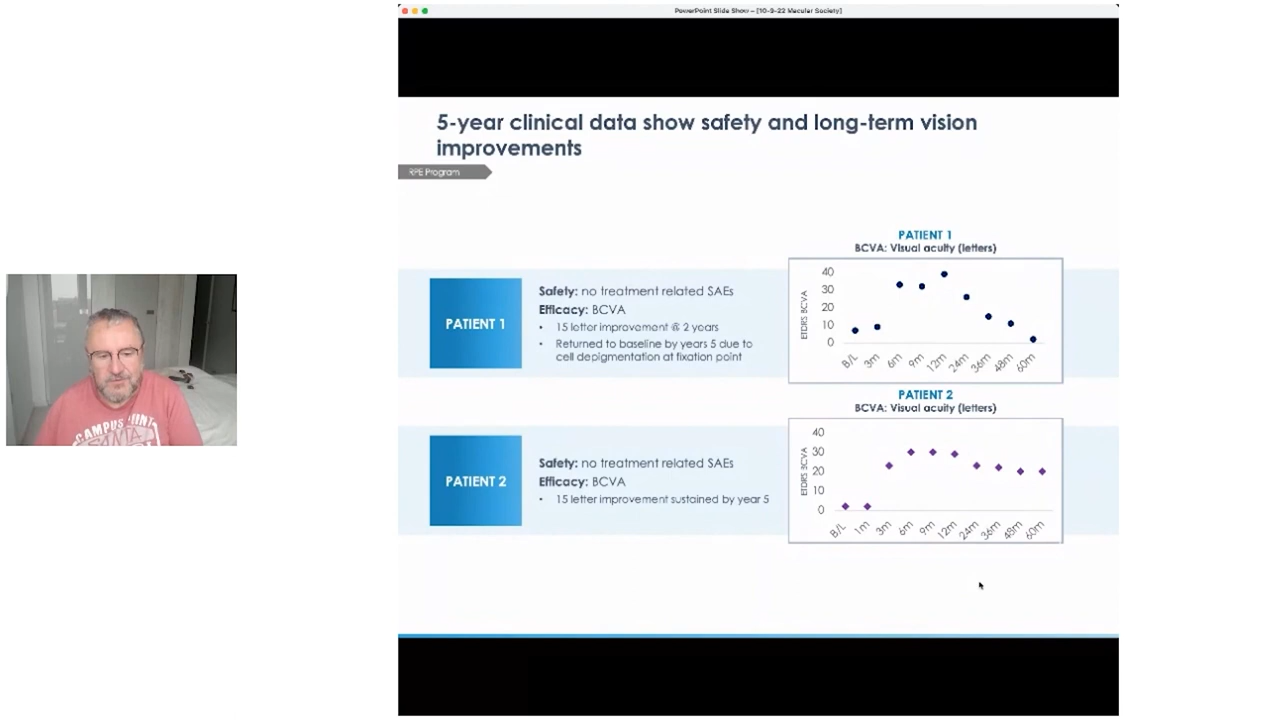 PowerPoint Slide Show – [10-9-22 Macular Society]
5-year clinical data show safety and long-term vision
improvements
RPE Program
PATIENT 1
Safety: no treatment related SAEs
Efficacy: BCVA
• 15 letter improvement @ 2 years
• Returned to baseline by years 5 due to
cell depigmentation at fixation point
PATIENT 1
BCVA: Visual acuity (letters)
ETDRS BCVA
40
30
20
10
0
B/L 3m 6m 9m 12m 24m 36m 48m 60m
PATIENT 2
Safety: no treatment related SAEs
Efficacy: BCVA
• 15 letter improvement sustained by year 5
PATIENT 2
BCVA: Visual acuity (letters)
ETDRS BCVA
40
30
20
10
0
B/L 1m 3m 6m 9m 12m 24m 36m 48m 60m
CAMPUS POINT